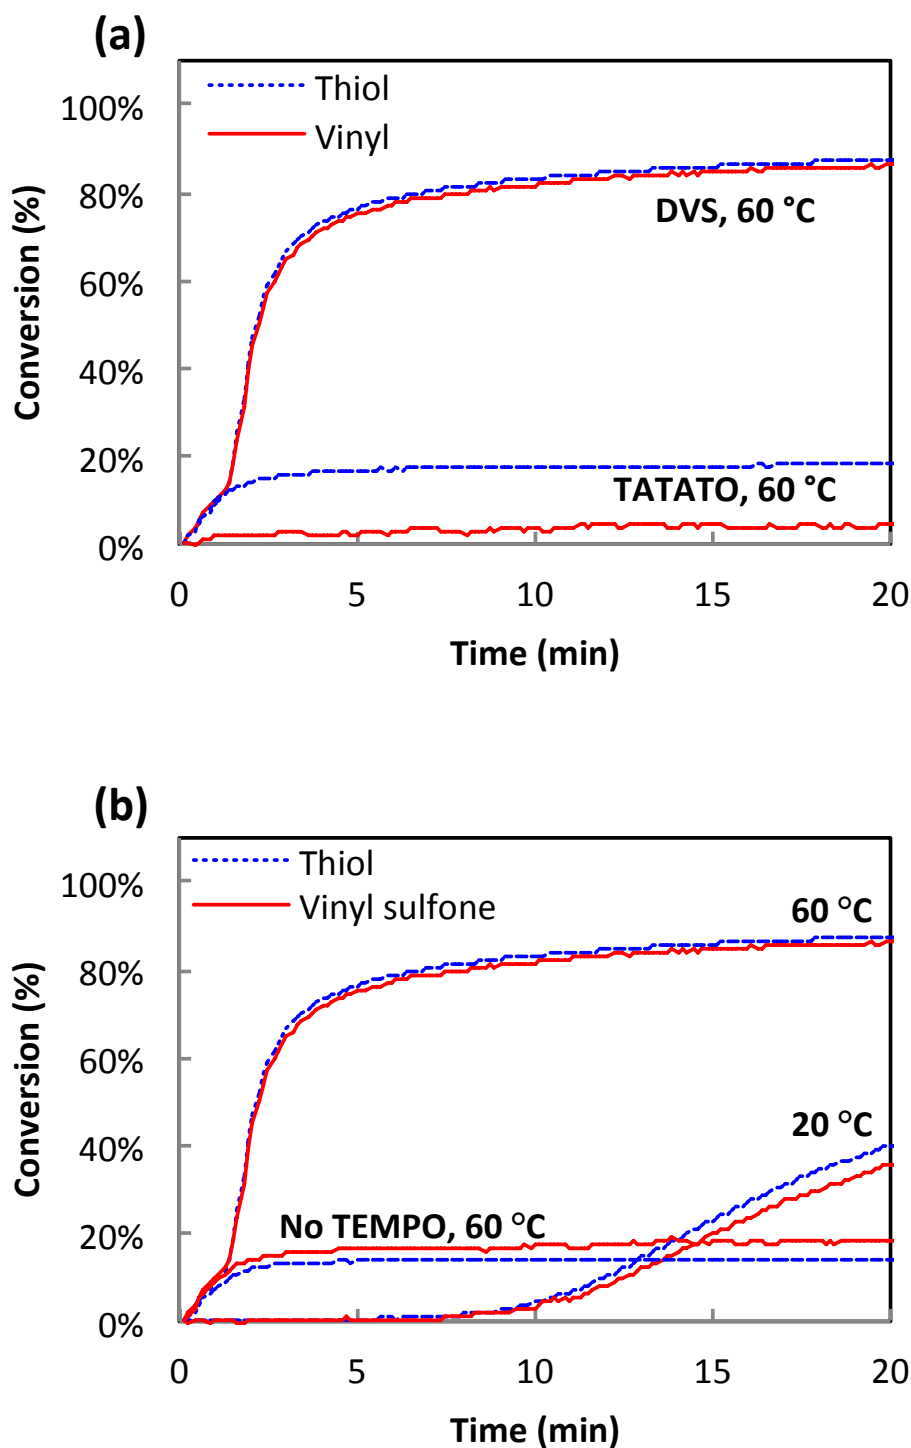 (a)
Thiol
Vinyl
100%
80%
60%
40%
20%
0%
Conversion (%)
DVS, 60 °C
TATATO, 60 °C
0 5 10 15 20
Time (min)
(b)
Thiol
Vinyl sulfone
100%
80%
60%
40%
20%
0%
Conversion (%)
60 °C
20 °C
No TEMPO, 60 °C
0 5 10 15 20
Time (min)